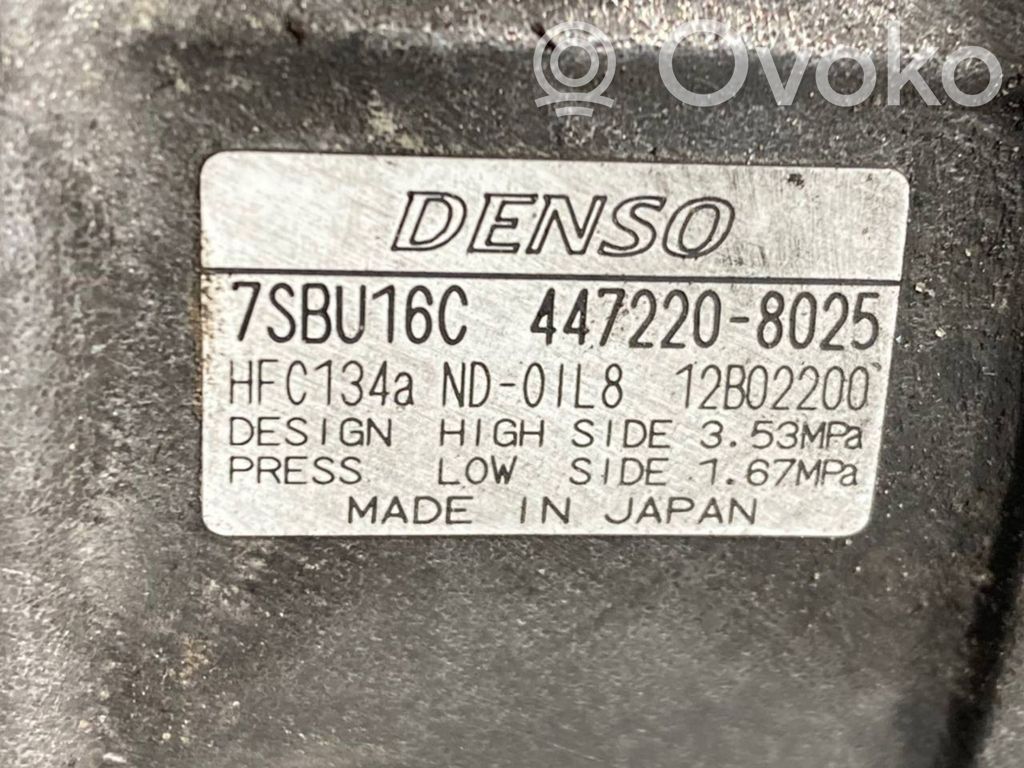 Ovoko
DENSO
7SBU16C 447220-8025
HFC134a ND-OIL8 12B02200
DESIGN HIGH SIDE 3.53MPa
PRESS LOW SIDE 1.67MPa
MADE IN JAPAN